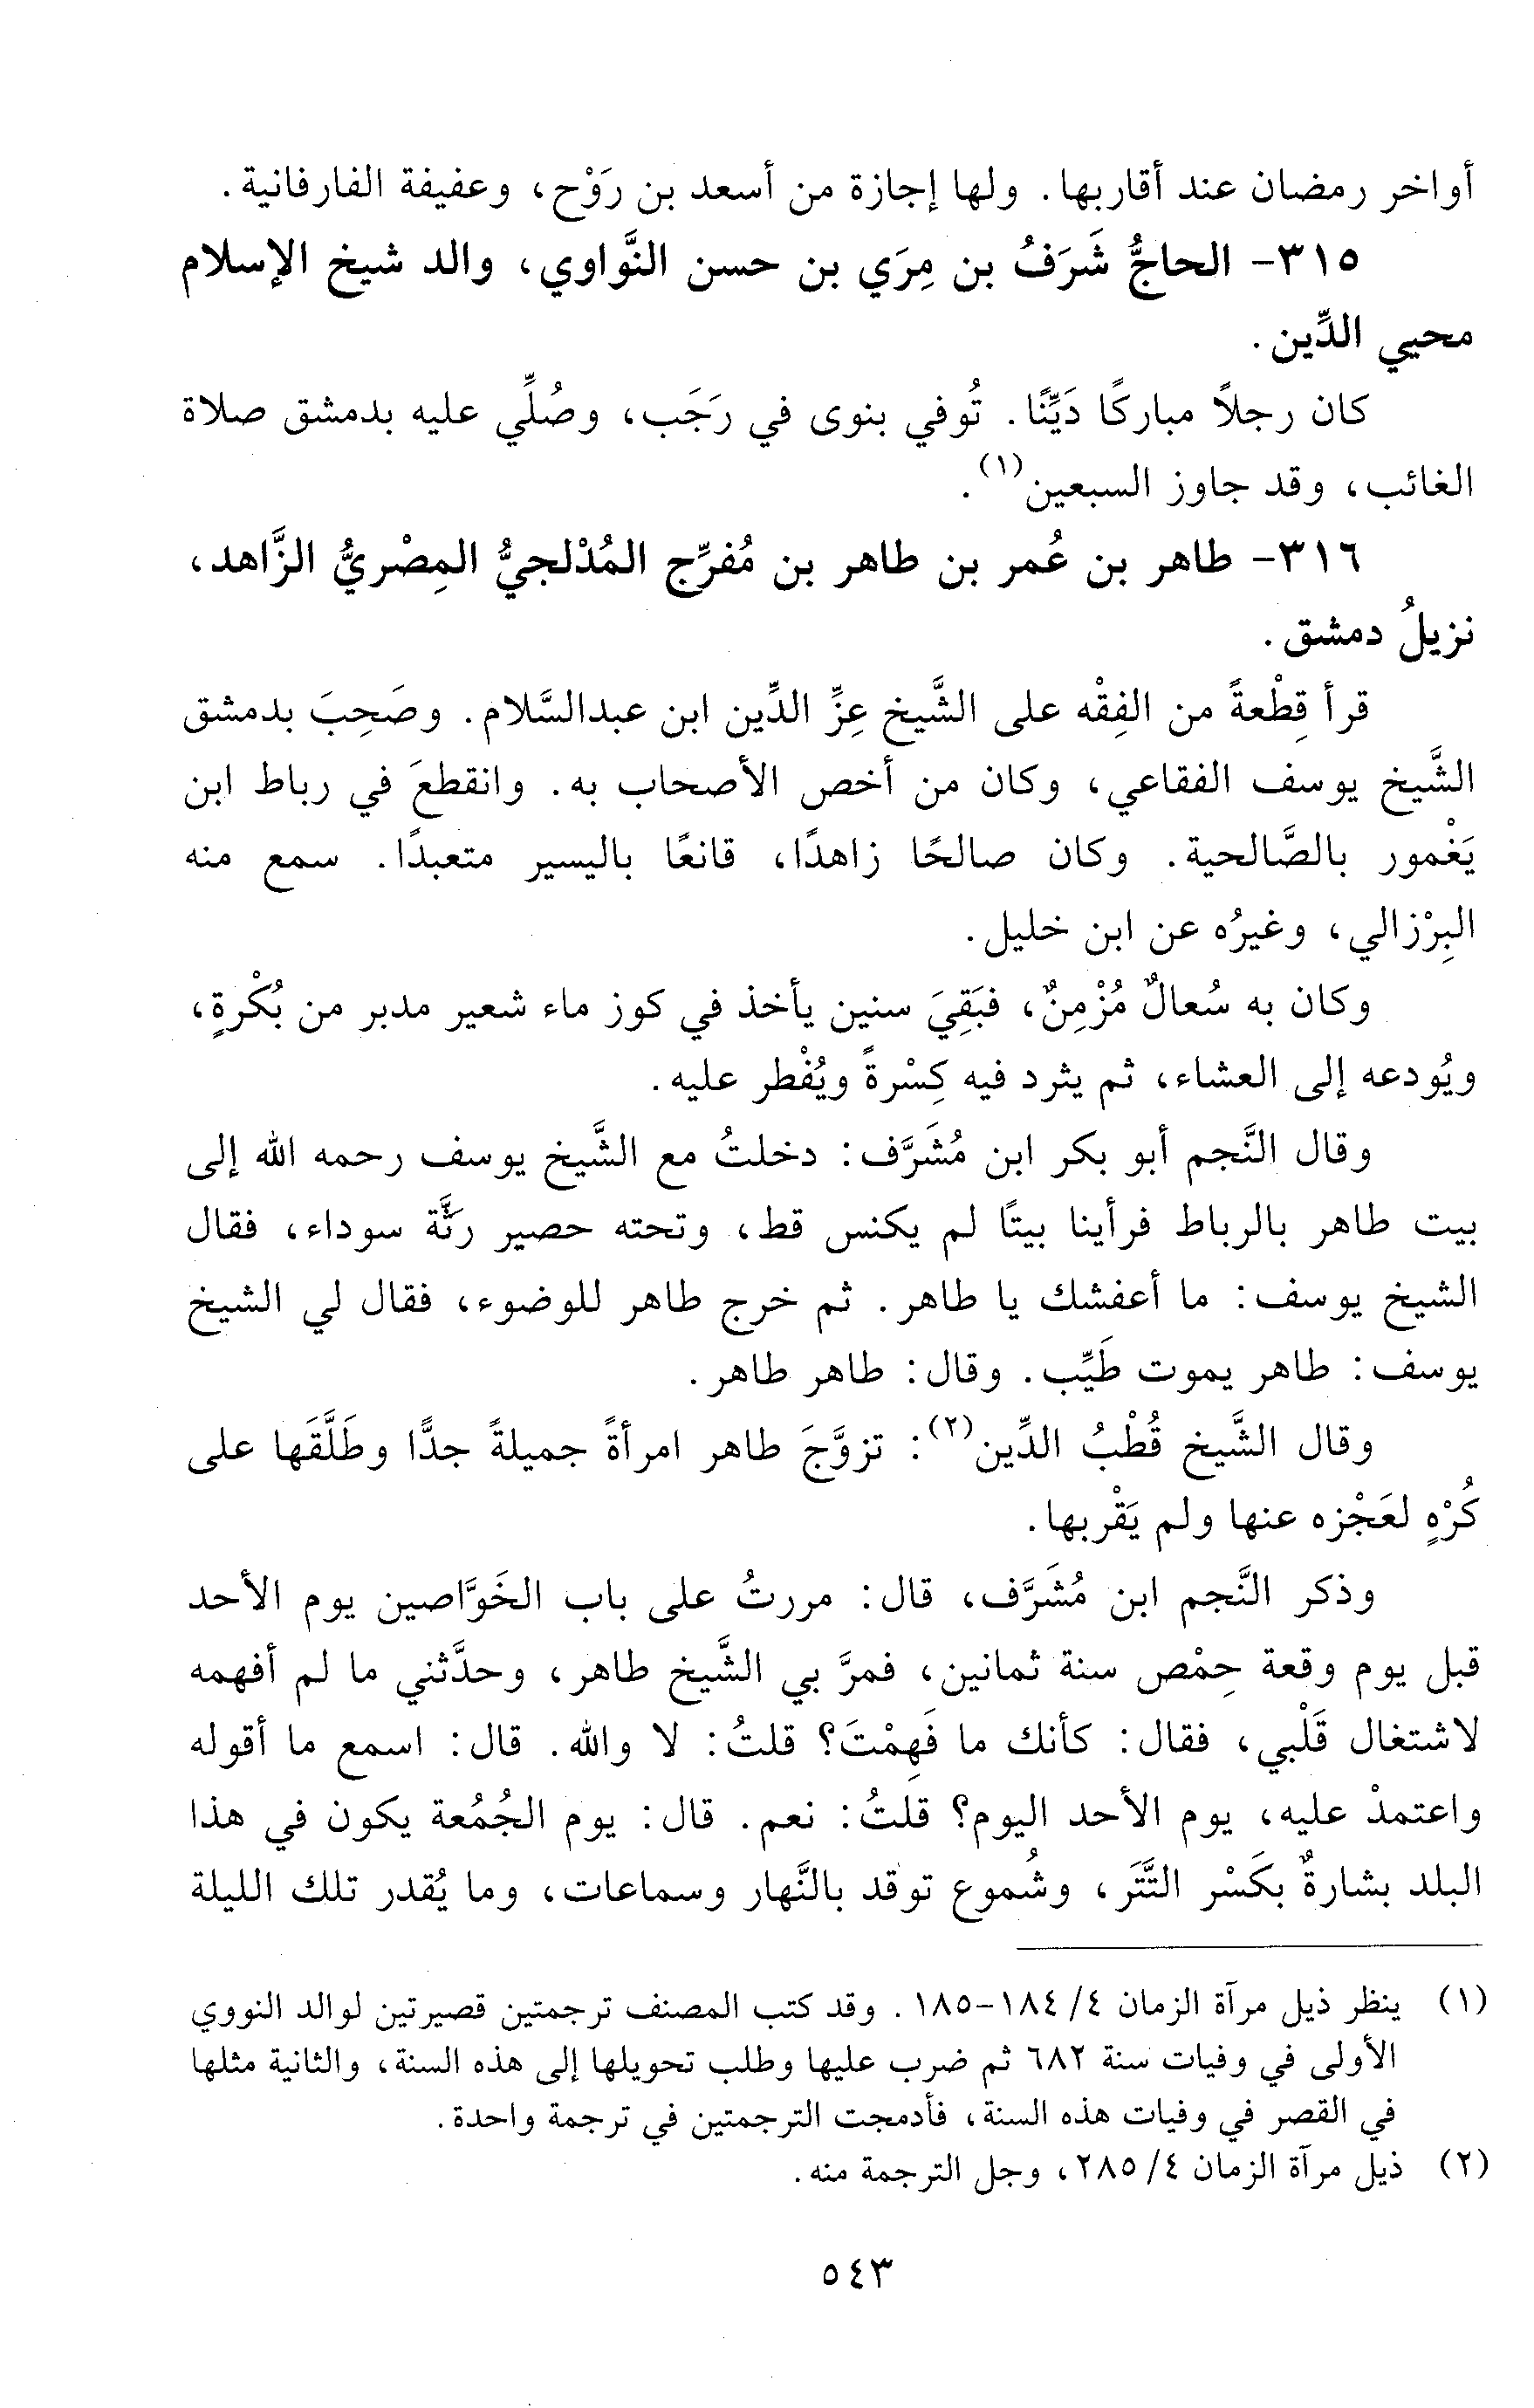 أواخر رمضان عند أقاربها. ولها إجازة من أسعد بن رَوْح، وعفيفة الفارفانية.
٣١٥- الحاجُّ شَرَفُ بن مِرَي بن حسن النَّواوي، والد شيخ الإسلام
محيي الدِّين.
كان رجلاً مباركًا دَيِّنًا. تُوفي بنوى في رَجَب، وصُلِّي عليه بدمشق صلاة
الغائب، وقد جاوز السبعين(١).
٣١٦- طاهر بن عُمر بن طاهر بن مُفرِّج المُدْلجيُّ المِصْريُّ الزَّاهد،
نزيلُ دمشق.
قرأ قِطْعةً من الفِقْه على الشَّيخ عِزِّ الدِّين ابن عبدالسَّلام. وصَحِبَ بدمشق
الشَّيخ يوسف الفقاعي، وكان من أخص الأصحاب به. وانقطعَ في رباط ابن
يَغْمور بالصَّالحية. وكان صالحًا زاهدًا، قانعًا باليسير متعبدًا. سمع منه
البِرْزالي، وغيرُه عن ابن خليل.
وكان به سُعالٌ مُزْمِنٌ، فبَقِيَ سنين يأخذ في كوز ماء شعير مدبر من بُكْرةٍ،
ويُودعه إلى العشاء، ثم يثرد فيه كِسْرةً ويُفْطر عليه.
وقال النَّجم أبو بكر ابن مُشَرَّف: دخلتُ مع الشَّيخ يوسف رحمه الله إلى
بيت طاهر بالرباط فرأينا بيتًا لم يكنس قط، وتحته حصير رثَّة سوداء، فقال
الشيخ يوسف: ما أعفشك يا طاهر. ثم خرج طاهر للوضوء، فقال لي الشيخ
يوسف: طاهر يموت طَيِّب. وقال: طاهر طاهر.
وقال الشَّيخ قُطْبُ الدِّين(٢): تزوَّجَ طاهر امرأةً جميلةً جدًّا وطَلَّقَها على
كُرْهٍ لعَجْزه عنها ولم يَقْربها.
وذكر النَّجم ابن مُشَرَّف، قال: مررتُ على باب الخَوَّاصين يوم الأحد
قبل يوم وقعة حِمْص سنة ثمانين، فمرَّ بي الشَّيخ طاهر، وحدَّثني ما لم أفهمه
لاشتغال قَلْبي، فقال: كأنك ما فَهِمْتَ؟ قلتُ: لا والله. قال: اسمع ما أقوله
واعتمدْ عليه، يوم الأحد اليوم؟ قلتُ: نعم. قال: يوم الجُمُعة يكون في هذا
البلد بشارةٌ بكَسْر التَّتَر، وشُموع توقد بالنَّهار وسماعات، وما يُقدر تلك الليلة
(١) ينظر ذيل مرآة الزمان ٤/ ١٨٤-١٨٥. وقد كتب المصنف ترجمتين قصيرتين لوالد النووي
الأولى في وفيات سنة ٦٨٢ ثم ضرب عليها وطلب تحويلها إلى هذه السنة، والثانية مثلها
في القصر في وفيات هذه السنة، فأدمجت الترجمتين في ترجمة واحدة.
(٢) ذيل مرآة الزمان ٤/ ٢٨٥، وجل الترجمة منه.
٥٤٣